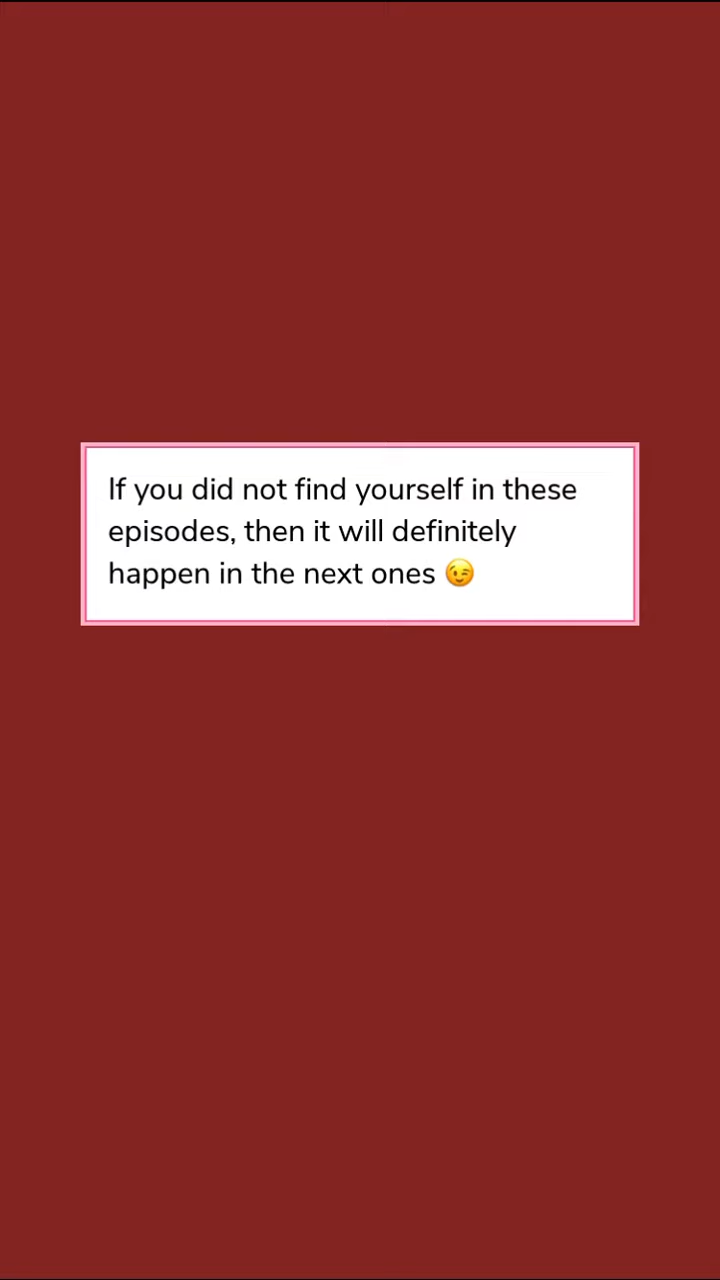 If you did not find yourself in these
episodes, then it will definitely
happen in the next ones 😉